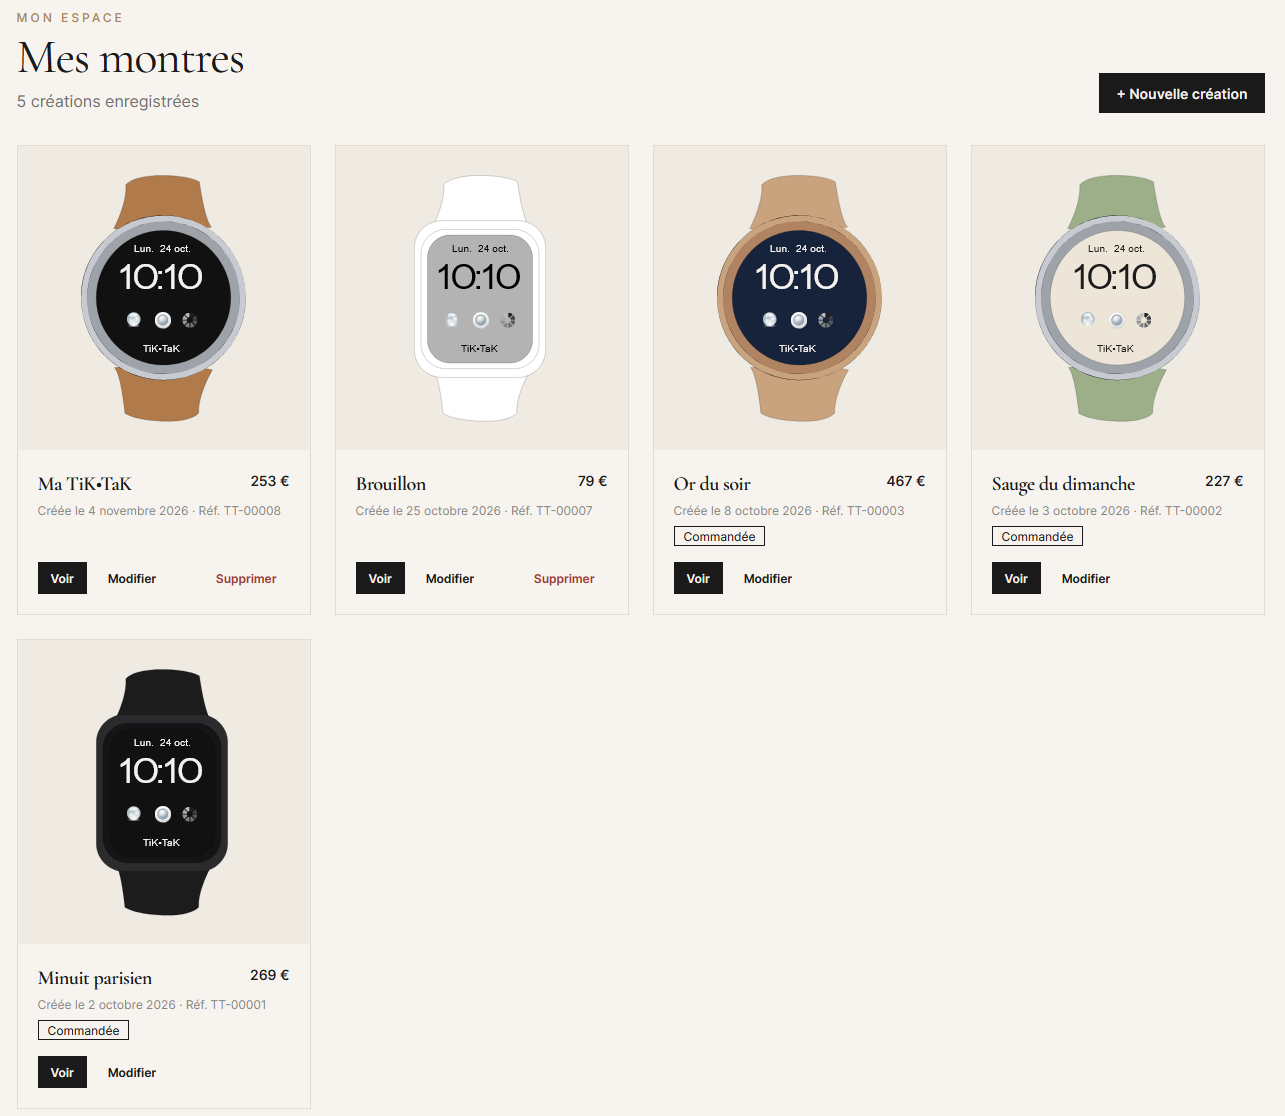 MON ESPACE
Mes montres
5 créations enregistrées
+ Nouvelle création
Lun. 24 oct.
10:10
TiK•TaK
Ma TiK•TaK
253 €
Créée le 4 novembre 2026 · Réf. TT-00008
Voir
Modifier
Supprimer
Lun. 24 oct.
10:10
TiK•TaK
Brouillon
79 €
Créée le 25 octobre 2026 · Réf. TT-00007
Voir
Modifier
Supprimer
Lun. 24 oct.
10:10
TiK•TaK
Or du soir
467 €
Créée le 8 octobre 2026 · Réf. TT-00003
Commandée
Voir
Modifier
Lun. 24 oct.
10:10
TiK•TaK
Sauge du dimanche
227 €
Créée le 3 octobre 2026 · Réf. TT-00002
Commandée
Voir
Modifier
Lun. 24 oct.
10:10
TiK•TaK
Minuit parisien
269 €
Créée le 2 octobre 2026 · Réf. TT-00001
Commandée
Voir
Modifier